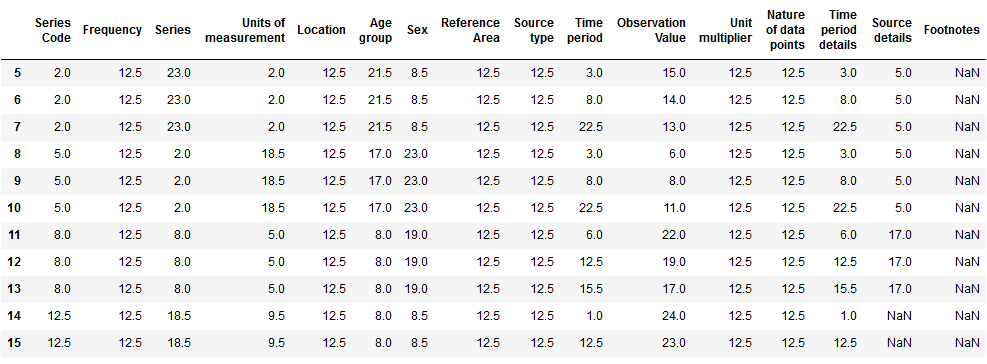 Series Code Frequency Series Units of measurement Location Age group Sex Reference Area Source type Time period Observation Value Unit multiplier Nature of data points Time period details Source details Footnotes
5 2.0 12.5 23.0 2.0 12.5 21.5 8.5 12.5 12.5 3.0 15.0 12.5 12.5 3.0 5.0 NaN
6 2.0 12.5 23.0 2.0 12.5 21.5 8.5 12.5 12.5 8.0 14.0 12.5 12.5 8.0 5.0 NaN
7 2.0 12.5 23.0 2.0 12.5 21.5 8.5 12.5 12.5 22.5 13.0 12.5 12.5 22.5 5.0 NaN
8 5.0 12.5 2.0 18.5 12.5 17.0 23.0 12.5 12.5 3.0 6.0 12.5 12.5 3.0 5.0 NaN
9 5.0 12.5 2.0 18.5 12.5 17.0 23.0 12.5 12.5 8.0 8.0 12.5 12.5 8.0 5.0 NaN
10 5.0 12.5 2.0 18.5 12.5 17.0 23.0 12.5 12.5 22.5 11.0 12.5 12.5 22.5 5.0 NaN
11 8.0 12.5 8.0 5.0 12.5 8.0 19.0 12.5 12.5 6.0 22.0 12.5 12.5 6.0 17.0 NaN
12 8.0 12.5 8.0 5.0 12.5 8.0 19.0 12.5 12.5 12.5 19.0 12.5 12.5 12.5 17.0 NaN
13 8.0 12.5 8.0 5.0 12.5 8.0 19.0 12.5 12.5 15.5 17.0 12.5 12.5 15.5 17.0 NaN
14 12.5 12.5 18.5 9.5 12.5 8.0 8.5 12.5 12.5 1.0 24.0 12.5 12.5 1.0 NaN NaN
15 12.5 12.5 18.5 9.5 12.5 8.0 8.5 12.5 12.5 12.5 23.0 12.5 12.5 12.5 NaN NaN